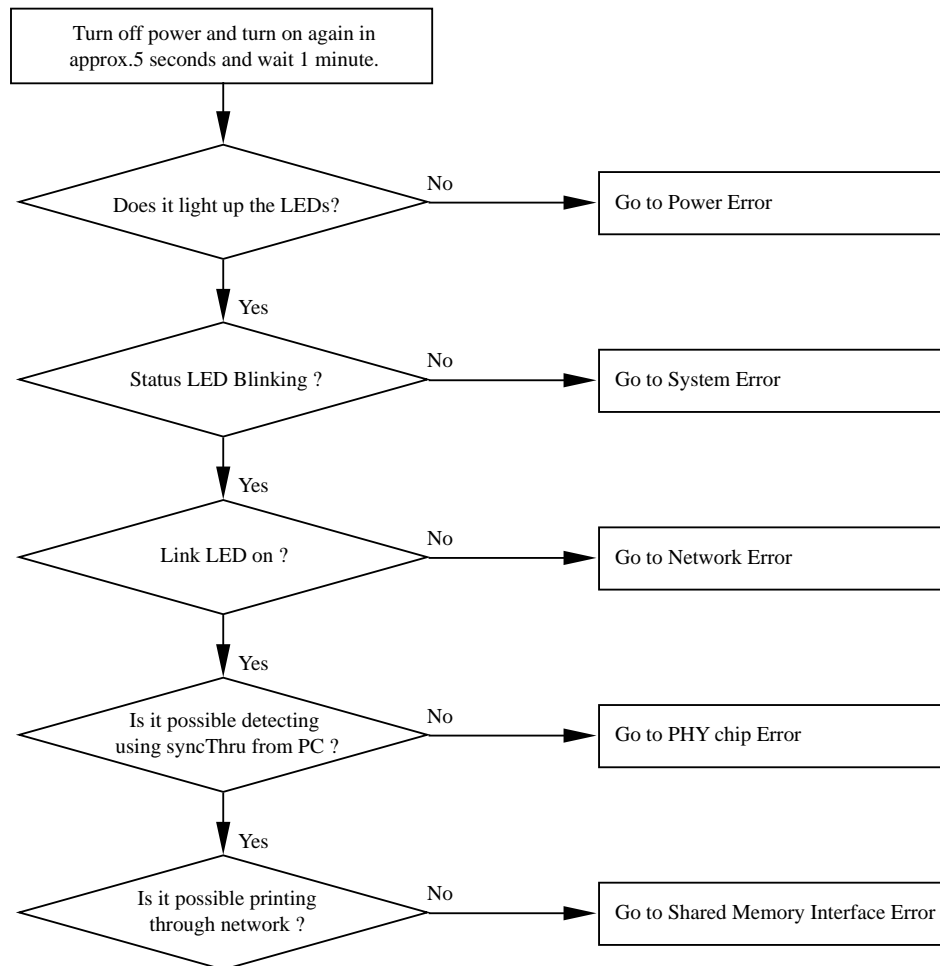 Turn off power and turn on again in
approx.5 seconds and wait 1 minute.
Does it light up the LEDs?
No
Go to Power Error
Yes
Status LED Blinking ?
No
Go to System Error
Yes
Link LED on ?
No
Go to Network Error
Yes
Is it possible detecting
using syncThru from PC ?
No
Go to PHY chip Error
Yes
Is it possible printing
through network ?
No
Go to Shared Memory Interface Error